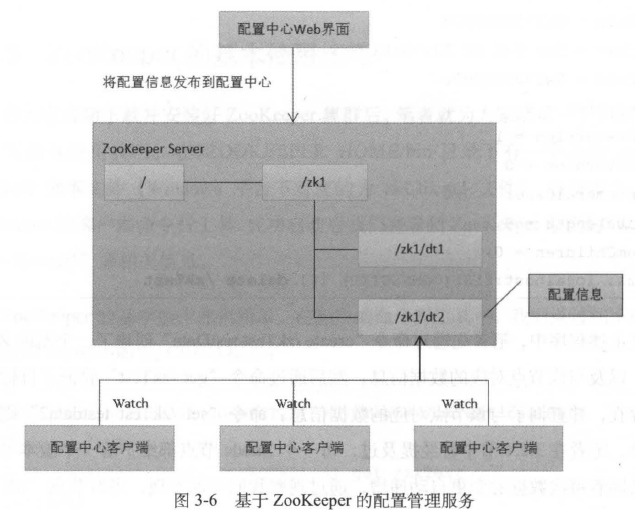 配置中心Web界面
将配置信息发布到配置中心
ZooKeeper Server
/
/zk1
/zk1/dt1
/zk1/dt2
配置信息
Watch
Watch
Watch
配置中心客户端
配置中心客户端
配置中心客户端
图 3-6 基于 ZooKeeper 的配置管理服务